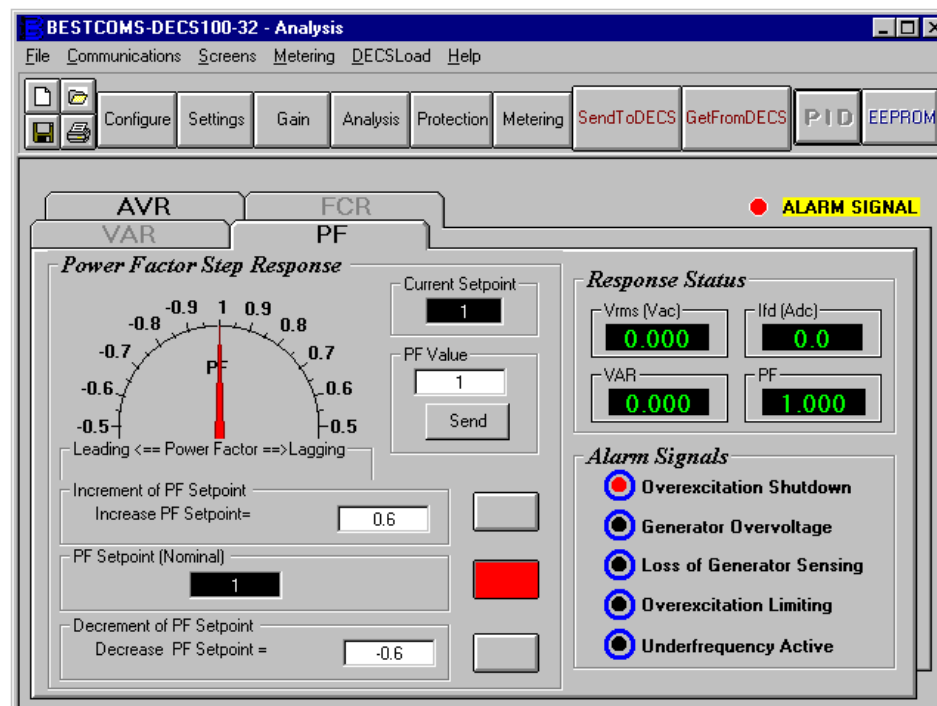 BESTCOMS-DECS100-32 - Analysis
File Communications Screens Metering DECSLoad Help
Configure Settings Gain Analysis Protection Metering SendToDECS GetFromDECS PID EEPROM
AVR FCR
ALARM SIGNAL
VAR PF
Power Factor Step Response
-0.5 -0.6 -0.7 -0.8 -0.9 1 0.9 0.8 0.7 0.6 0.5
PF
Leading <== Power Factor ==>Lagging
Current Setpoint
1
PF Value
1
Send
Increment of PF Setpoint
Increase PF Setpoint= 0.6
PF Setpoint (Nominal)
1
Decrement of PF Setpoint
Decrease PF Setpoint = -0.6
Response Status
Vrms (Vac) Ifd (Adc)
0.000 0.0
VAR PF
0.000 1.000
Alarm Signals
Overexcitation Shutdown
Generator Overvoltage
Loss of Generator Sensing
Overexcitation Limiting
Underfrequency Active